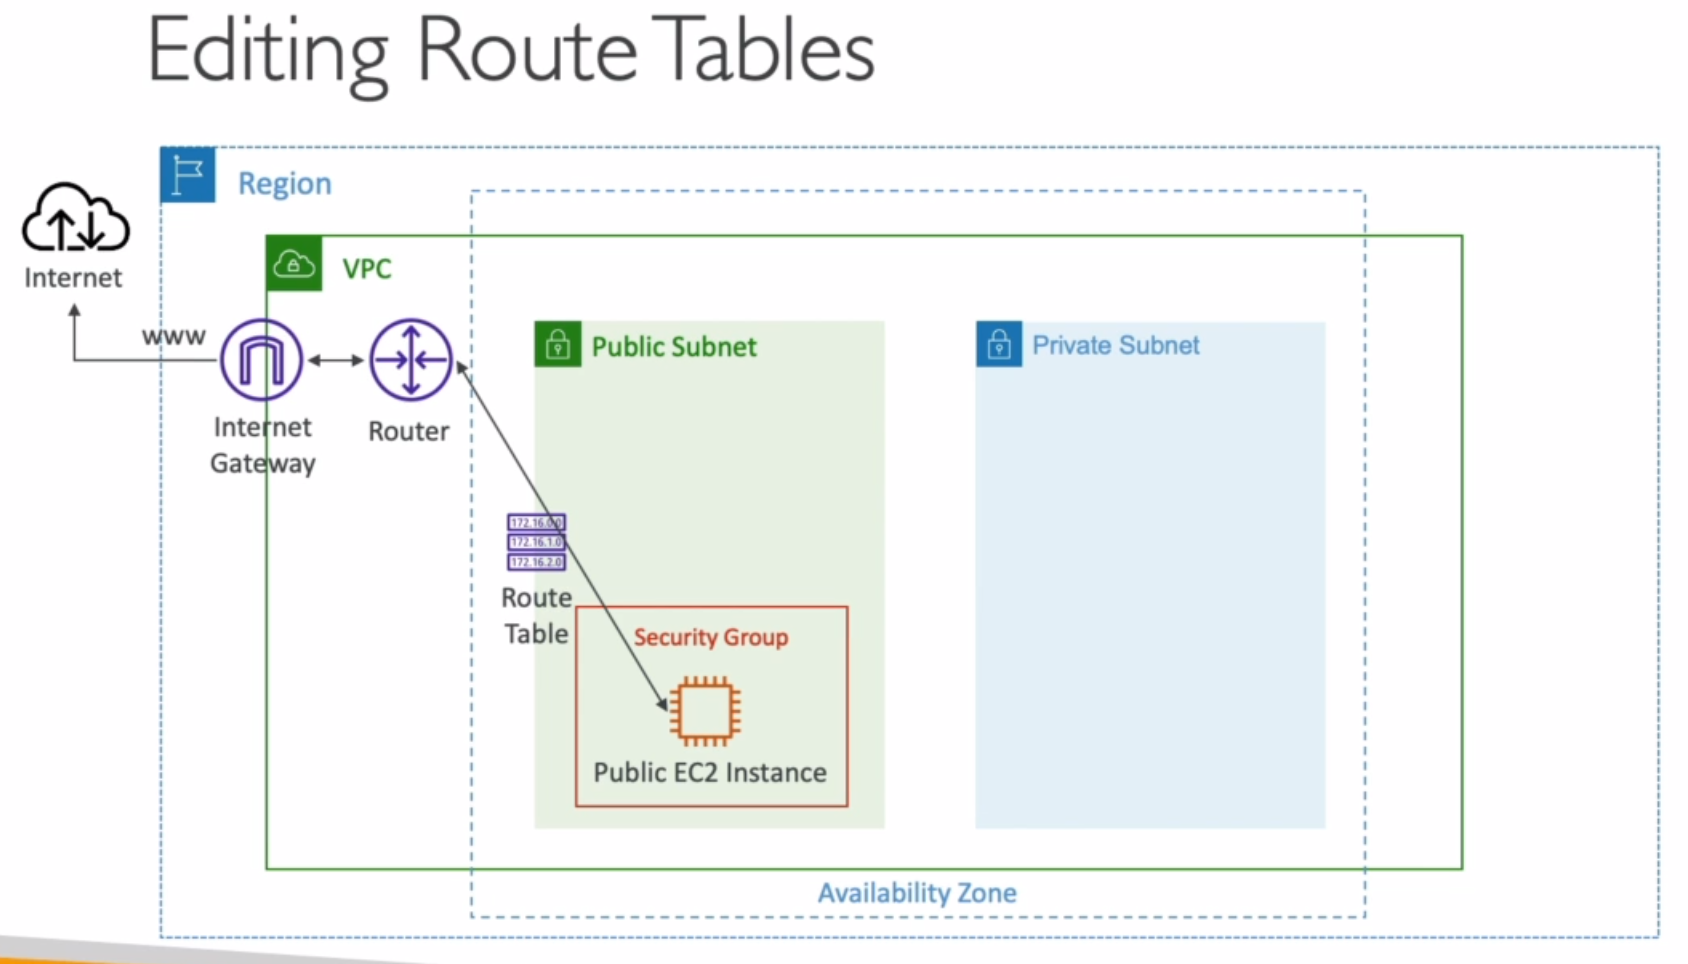 Editing Route Tables
Region
Internet
VPC
www
Public Subnet
Private Subnet
Internet
Gateway
Router
172.16.0.0
172.16.1.0
172.16.2.0
Route
Table
Security Group
Public EC2 Instance
Availability Zone